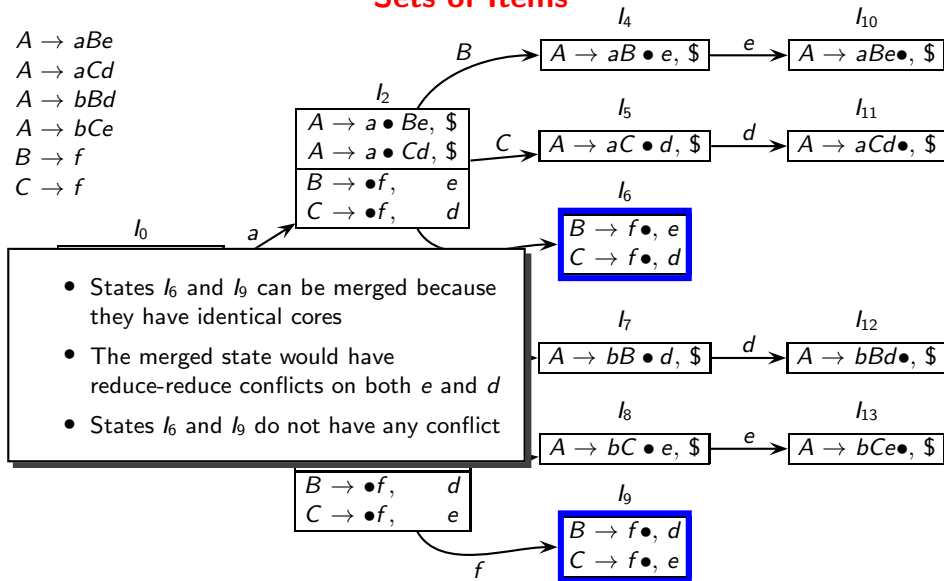 Sets of Items
A → aBe
A → aCd
A → bBd
A → bCe
B → f
C → f
I0
a
I2
A → a • Be, $
A → a • Cd, $
B → •f, e
C → •f, d
B
C
I4
A → aB • e, $
e
I10
A → aBe•, $
I5
A → aC • d, $
d
I11
A → aCd•, $
I6
B → f•, e
C → f•, d
• States I6 and I9 can be merged because
they have identical cores
• The merged state would have
reduce-reduce conflicts on both e and d
• States I6 and I9 do not have any conflict
I7
A → bB • d, $
d
I12
A → bBd•, $
I8
A → bC • e, $
e
I13
A → bCe•, $
B → •f, d
C → •f, e
f
I9
B → f•, d
C → f•, e